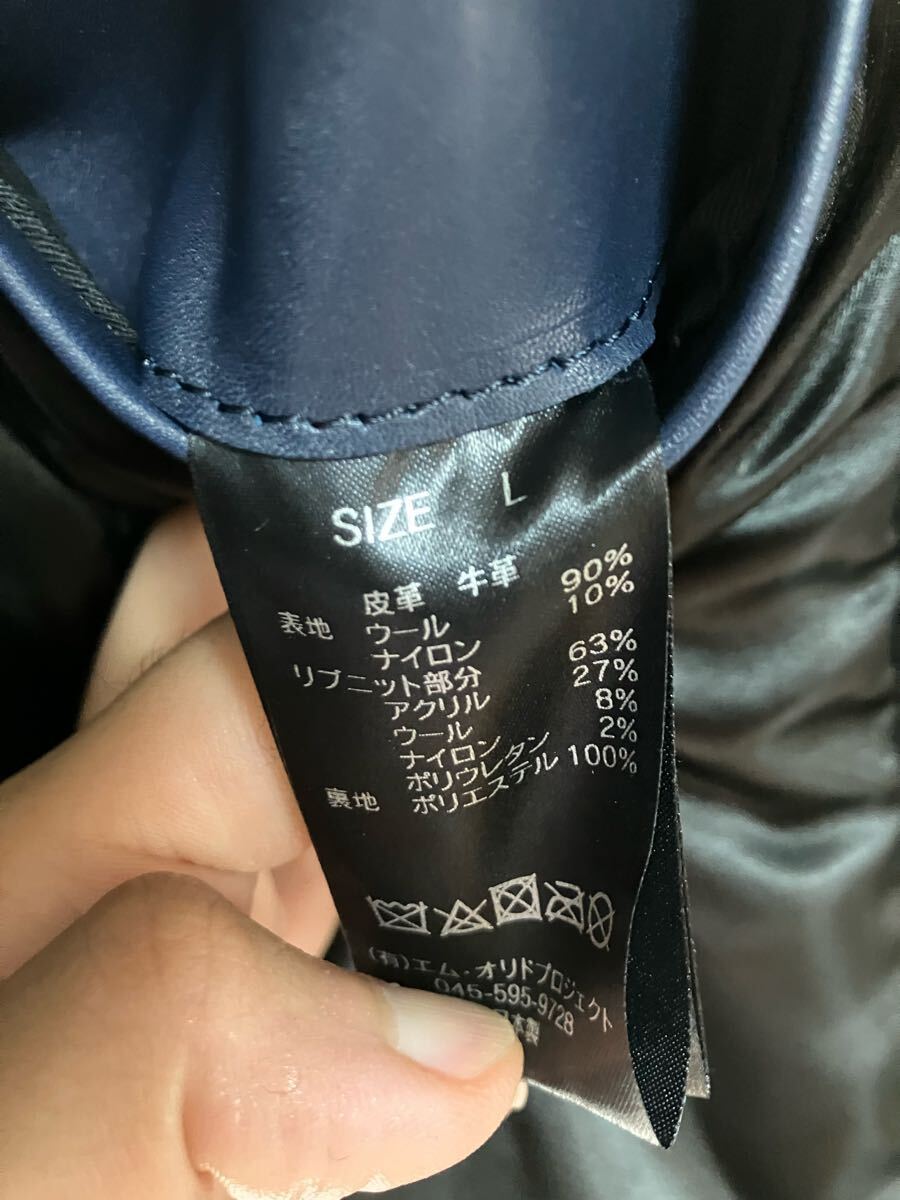 SIZE L
皮革 牛革
表地 ウール 90%
ナイロン 10%
リブニット部分
アクリル 63%
ウール 27%
ナイロン 8%
ポリウレタン 2%
裏地 ポリエステル 100%
(有)エム・オリドプロジェクト
045-595-9728
本製